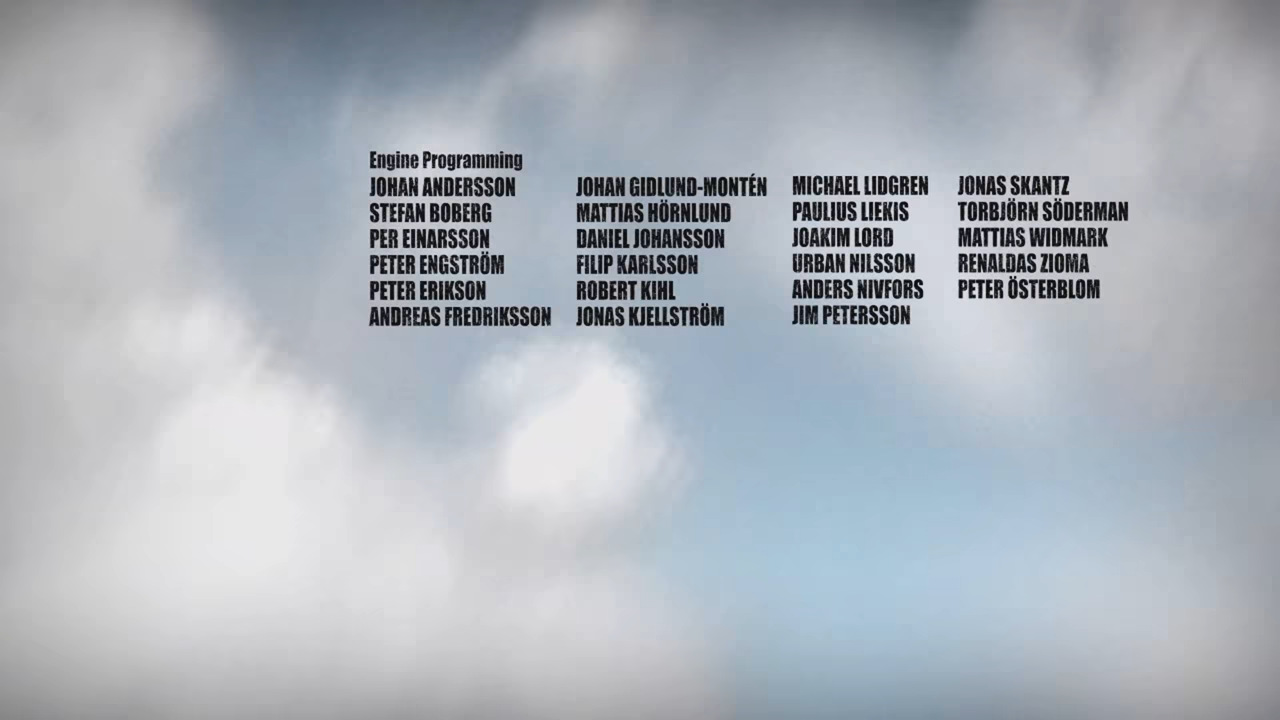 Engine Programming
JOHAN ANDERSSON
STEFAN BOBERG
PER EINARSSON
PETER ENGSTRÖM
PETER ERIKSON
ANDREAS FREDRIKSSON
JOHAN GIDLUND-MONTÉN
MATTIAS HÖRNLUND
DANIEL JOHANSSON
FILIP KARLSSON
ROBERT KIHL
JONAS KJELLSTRÖM
MICHAEL LIDGREN
PAULIUS LIEKIS
JOAKIM LORD
URBAN NILSSON
ANDERS NIVFORS
JIM PETERSSON
JONAS SKANTZ
TORBJÖRN SÖDERMAN
MATTIAS WIDMARK
RENALDAS ZIOMA
PETER ÖSTERBLOM